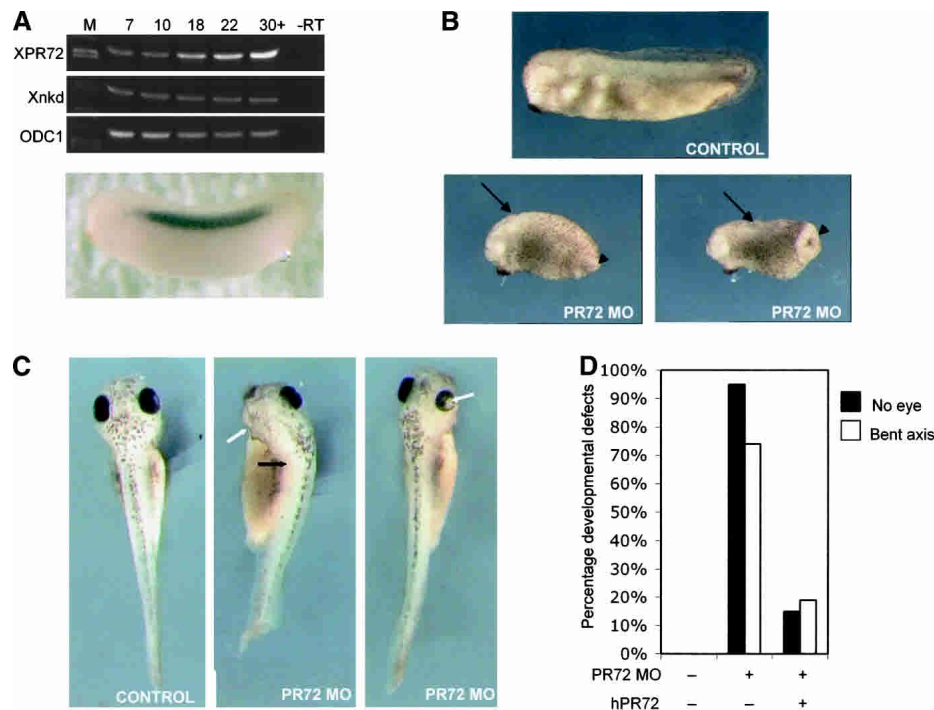 A
M 7 10 18 22 30+ -RT
XPR72
Xnkd
ODC1
B
CONTROL
PR72 MO
PR72 MO
C
CONTROL
PR72 MO
PR72 MO
D
Percentage developmental defects
100%
90%
80%
70%
60%
50%
40%
30%
20%
10%
0%
No eye
Bent axis
PR72 MO – + +
hPR72 – – +